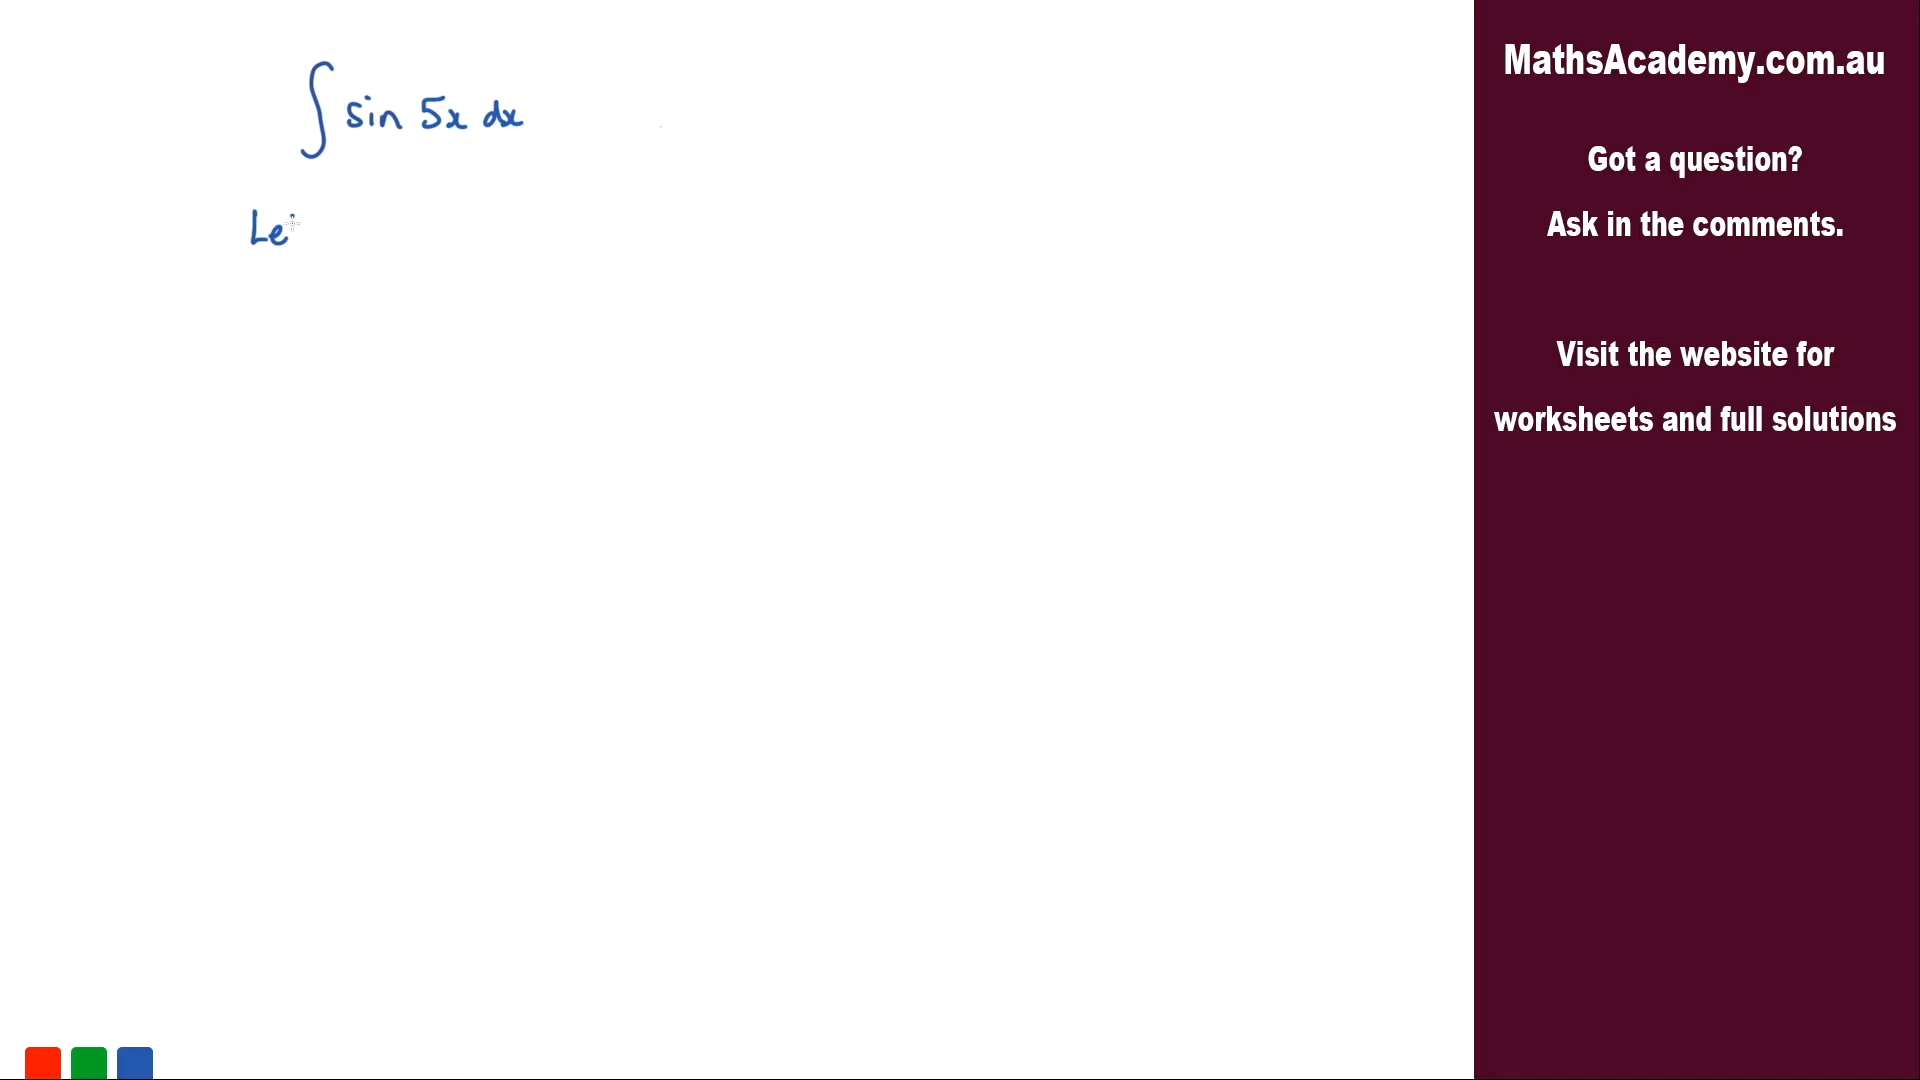 ∫ sin 5x dx
Le
MathsAcademy.com.au
Got a question?
Ask in the comments.
Visit the website for
worksheets and full solutions